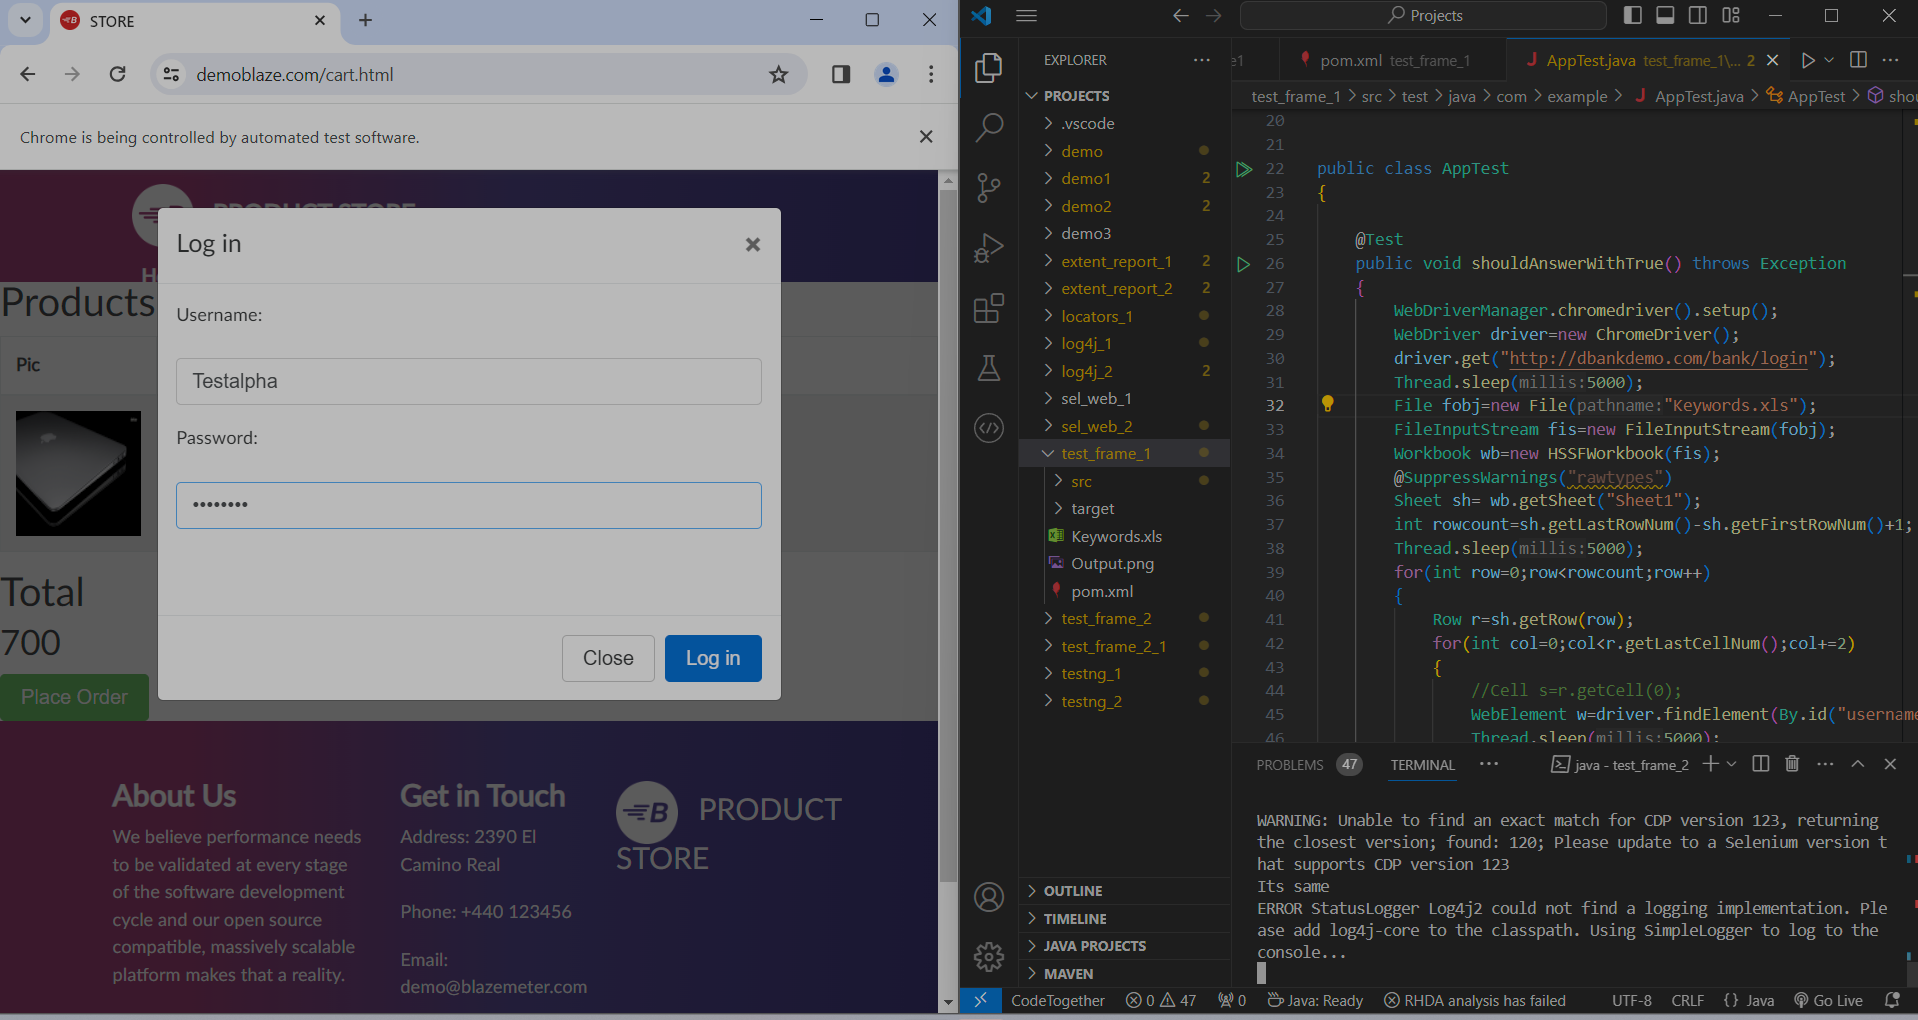 STORE
demoblaze.com/cart.html
Chrome is being controlled by automated test software.
PRODUCT STORE
Products
Pic
Total
700
Place Order
Log in
Username:
Testalpha
Password:
••••••••
Close
Log in
About Us
We believe performance needs
to be validated at every stage
of the software development
cycle and our open source
compatible, massively scalable
platform makes that a reality.
Get in Touch
Address: 2390 El
Camino Real
Phone: +440 123456
Email:
demo@blazemeter.com
PRODUCT
STORE
Projects
EXPLORER
PROJECTS
.vscode
demo
demo1 2
demo2 2
demo3
extent_report_1 2
extent_report_2 2
locators_1
log4j_1
log4j_2 2
sel_web_1
sel_web_2
test_frame_1
src
target
Keywords.xls
Output.png
pom.xml
test_frame_2
test_frame_2_1
testng_1
testng_2
OUTLINE
TIMELINE
JAVA PROJECTS
MAVEN
e1 pom.xml test_frame_1 AppTest.java test_frame_1\... 2
test_frame_1 > src > test > java > com > example > AppTest.java > AppTest > shou
20
21
22 public class AppTest
23 {
24
25 @Test
26 public void shouldAnswerWithTrue() throws Exception
27 {
28 WebDriverManager.chromedriver().setup();
29 WebDriver driver=new ChromeDriver();
30 driver.get("http://dbankdemo.com/bank/login");
31 Thread.sleep(millis:5000);
32 File fobj=new File(pathname:"Keywords.xls");
33 FileInputStream fis=new FileInputStream(fobj);
34 Workbook wb=new HSSFWorkbook(fis);
35 @SuppressWarnings("rawtypes")
36 Sheet sh= wb.getSheet("Sheet1");
37 int rowcount=sh.getLastRowNum()-sh.getFirstRowNum()+1;
38 Thread.sleep(millis:5000);
39 for(int row=0;row<rowcount;row++)
40 {
41 Row r=sh.getRow(row);
42 for(int col=0;col<r.getLastCellNum();col+=2)
43 {
44 //Cell s=r.getCell(0);
45 WebElement w=driver.findElement(By.id("username
46 Thread.sleep(millis:5000);
PROBLEMS 47 TERMINAL java - test_frame_2
WARNING: Unable to find an exact match for CDP version 123, returning
the closest version; found: 120; Please update to a Selenium version t
hat supports CDP version 123
Its same
ERROR StatusLogger Log4j2 could not find a logging implementation. Ple
ase add log4j-core to the classpath. Using SimpleLogger to log to the
console...
CodeTogether 0 47 0 Java: Ready RHDA analysis has failed UTF-8 CRLF {} Java Go Live